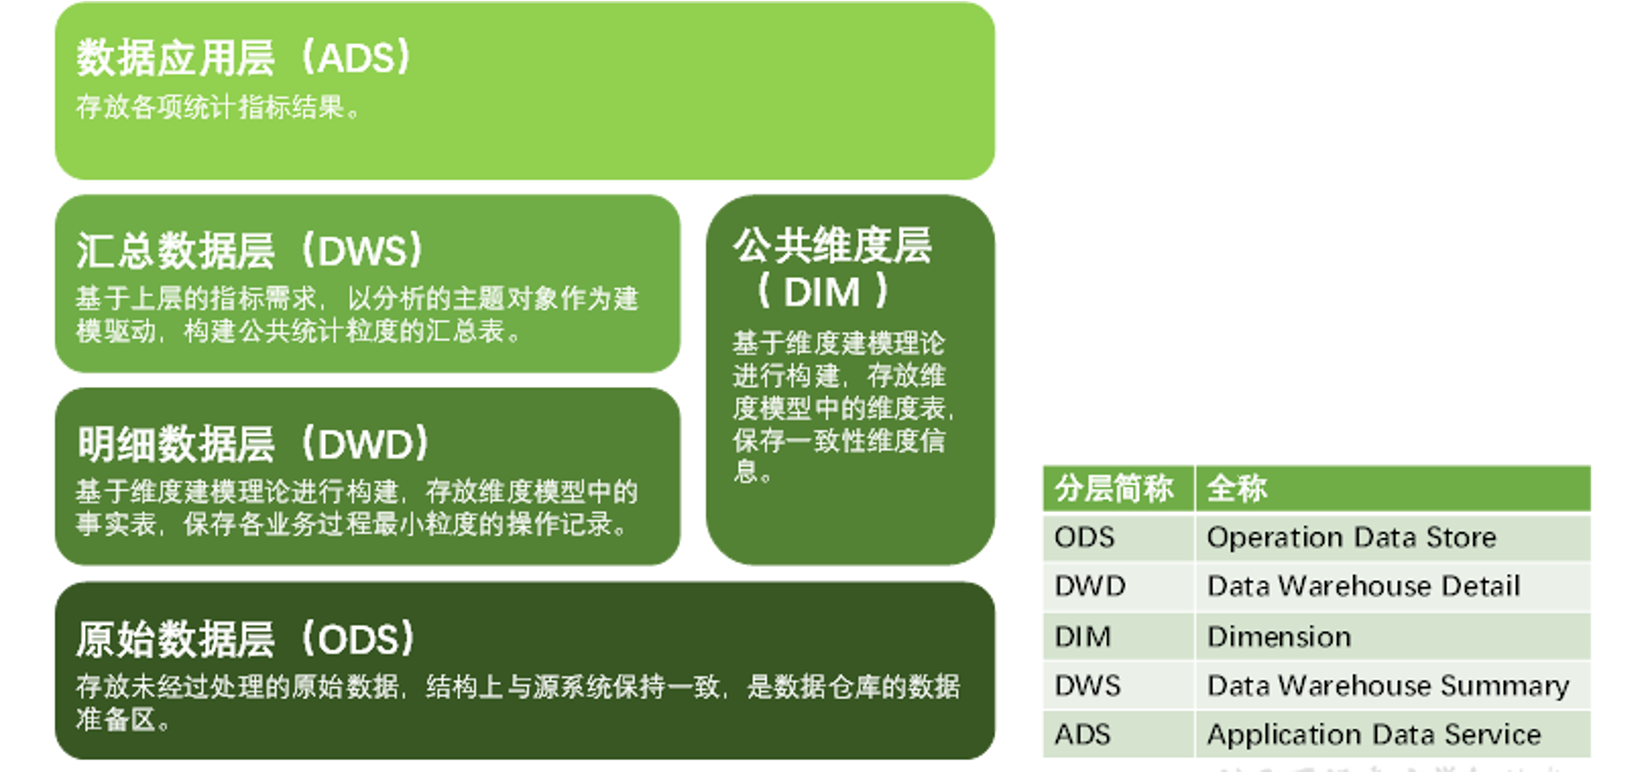 数据应用层（ADS）
存放各项统计指标结果。
汇总数据层（DWS）
基于上层的指标需求，以分析的主题对象作为建
模驱动，构建公共统计粒度的汇总表。
公共维度层
（ DIM ）
基于维度建模理论
进行构建，存放维
度模型中的维度表，
保存一致性维度信
息。
明细数据层（DWD）
基于维度建模理论进行构建，存放维度模型中的
事实表，保存各业务过程最小粒度的操作记录。
原始数据层（ODS）
存放未经过处理的原始数据，结构上与源系统保持一致，是数据仓库的数据
准备区。
分层简称 全称
ODS Operation Data Store
DWD Data Warehouse Detail
DIM Dimension
DWS Data Warehouse Summary
ADS Application Data Service